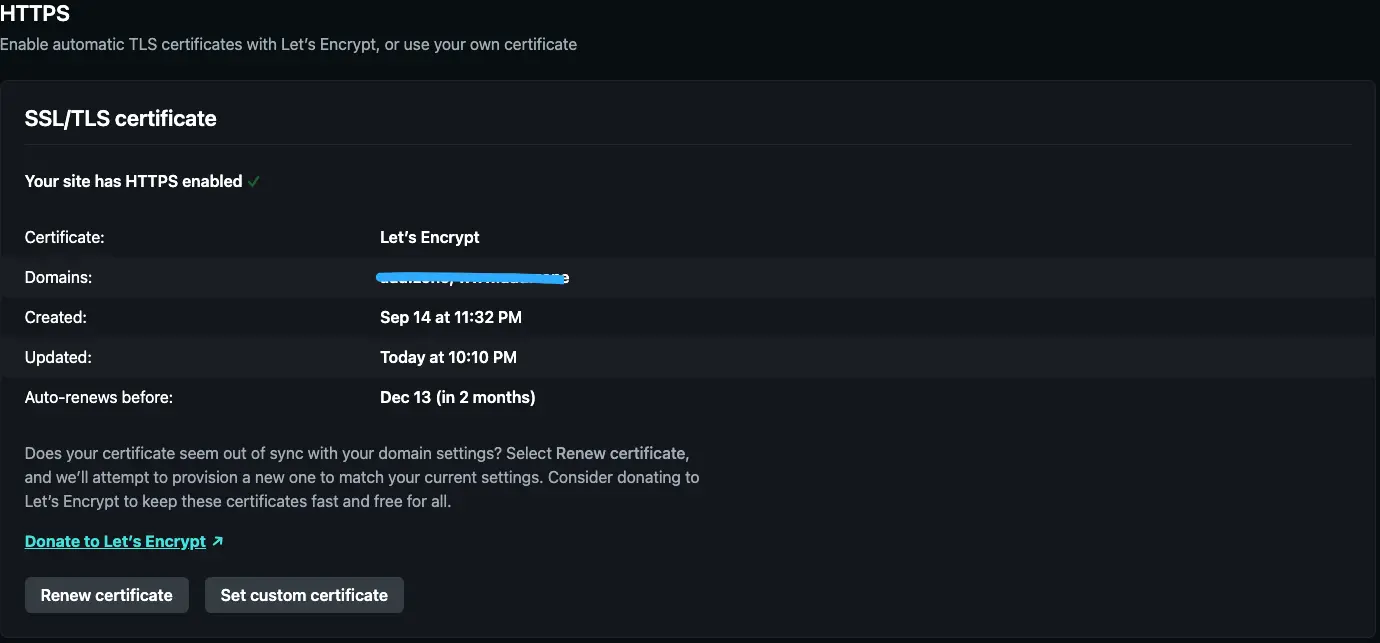 HTTPS
Enable automatic TLS certificates with Let’s Encrypt, or use your own certificate
SSL/TLS certificate
Your site has HTTPS enabled ✓
Certificate: Let’s Encrypt
Domains:
Created: Sep 14 at 11:32 PM
Updated: Today at 10:10 PM
Auto-renews before: Dec 13 (in 2 months)
Does your certificate seem out of sync with your domain settings? Select Renew certificate,
and we’ll attempt to provision a new one to match your current settings. Consider donating to
Let’s Encrypt to keep these certificates fast and free for all.
Donate to Let’s Encrypt ↗
Renew certificate Set custom certificate